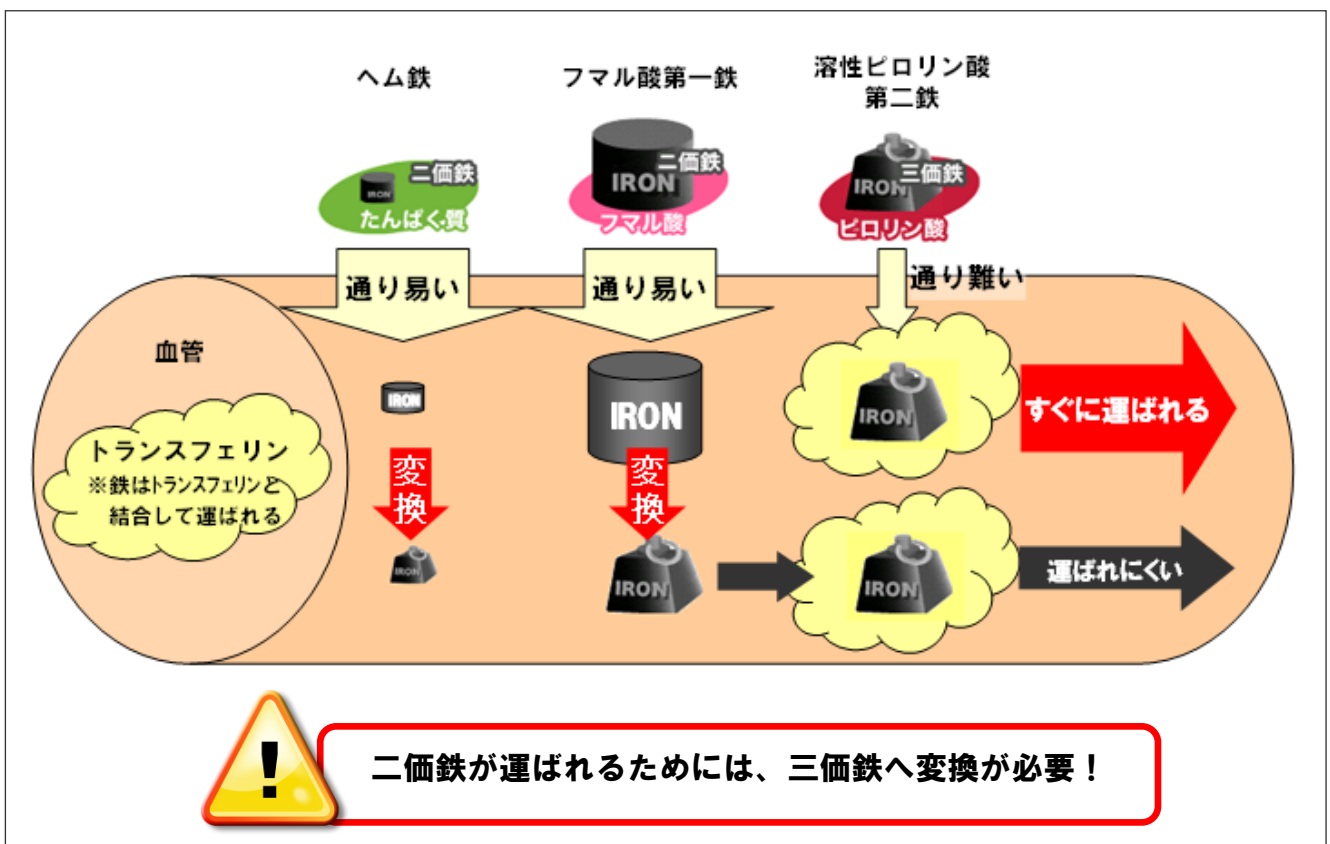 ヘム鉄
フマル酸第一鉄
溶性ピロリン酸
第二鉄
IRON
二価鉄
たんぱく質
IRON
二価鉄
フマル酸
IRON
三価鉄
ピロリン酸
通り易い
通り易い
通り難い
血管
トランスフェリン
※鉄はトランスフェリンと
結合して運ばれる
IRON
変
換
IRON
IRON
変
換
IRON
IRON
すぐに運ばれる
IRON
運ばれにくい
!
二価鉄が運ばれるためには、三価鉄へ変換が必要！